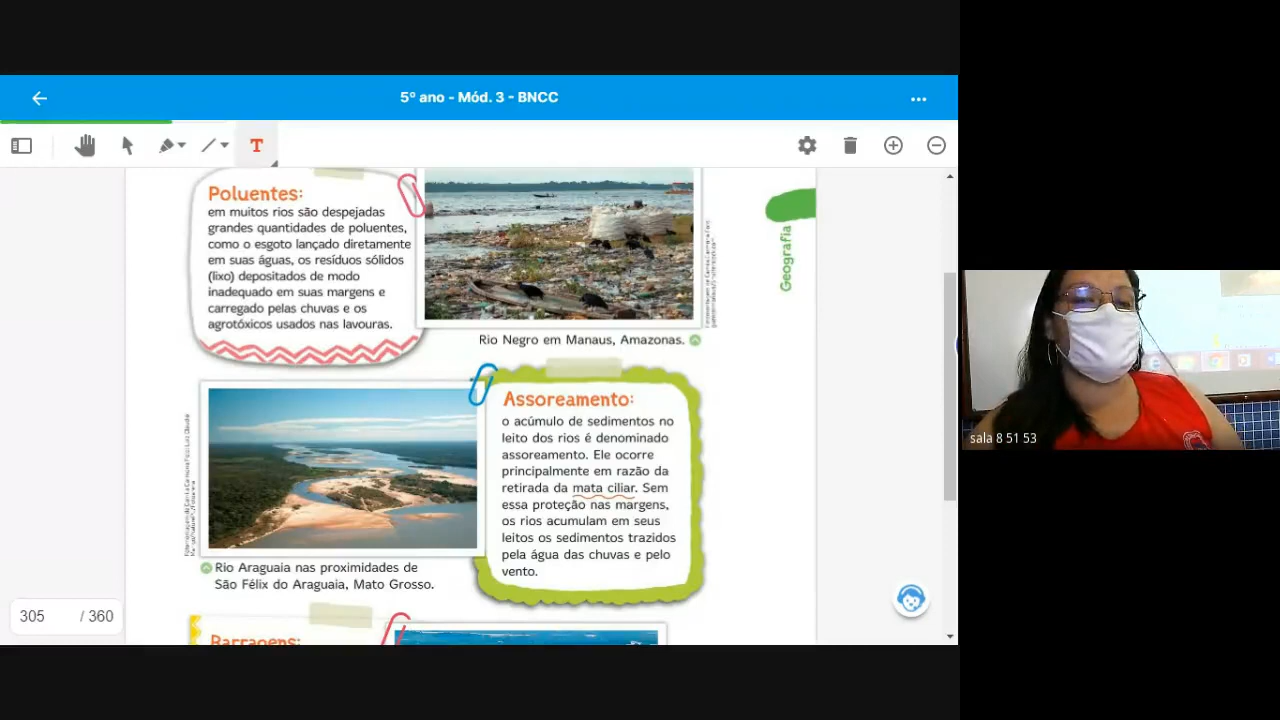 5º ano - Mód. 3 - BNCC
T
Poluentes:
em muitos rios são despejadas
grandes quantidades de poluentes,
como o esgoto lançado diretamente
em suas águas, os resíduos sólidos
(lixo) depositados de modo
inadequado em suas margens e
carregado pelas chuvas e os
agrotóxicos usados nas lavouras.
Rio Negro em Manaus, Amazonas.
Geografia
Assoreamento:
o acúmulo de sedimentos no
leito dos rios é denominado
assoreamento. Ele ocorre
principalmente em razão da
retirada da mata ciliar. Sem
essa proteção nas margens,
os rios acumulam em seus
leitos os sedimentos trazidos
pela água das chuvas e pelo
vento.
Rio Araguaia nas proximidades de
São Félix do Araguaia, Mato Grosso.
Barragens:
305 / 360
sala 8 51 53